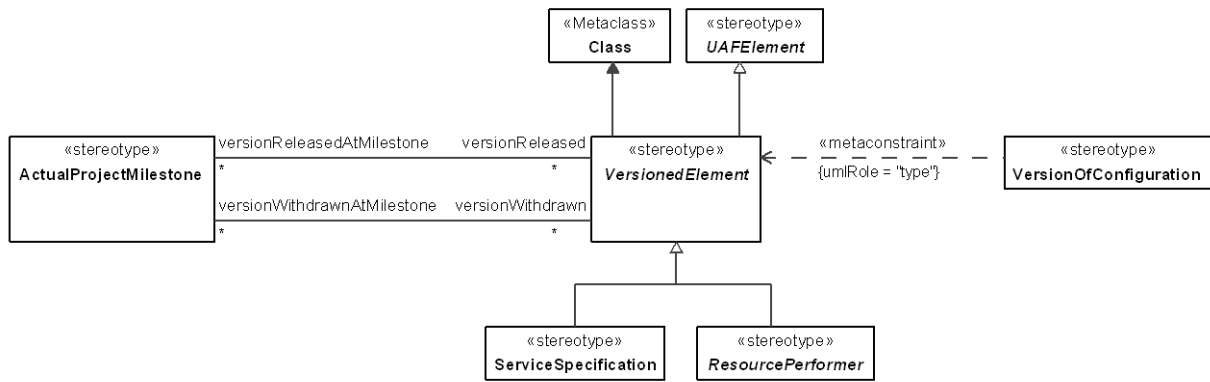 «Metaclass»
Class
«stereotype»
UAFElement
«stereotype»
ActualProjectMilestone
versionReleasedAtMilestone
*
versionReleased
*
versionWithdrawnAtMilestone
*
versionWithdrawn
*
«stereotype»
VersionedElement
«metaconstraint»
{umlRole = "type"}
«stereotype»
VersionOfConfiguration
«stereotype»
ServiceSpecification
«stereotype»
ResourcePerformer